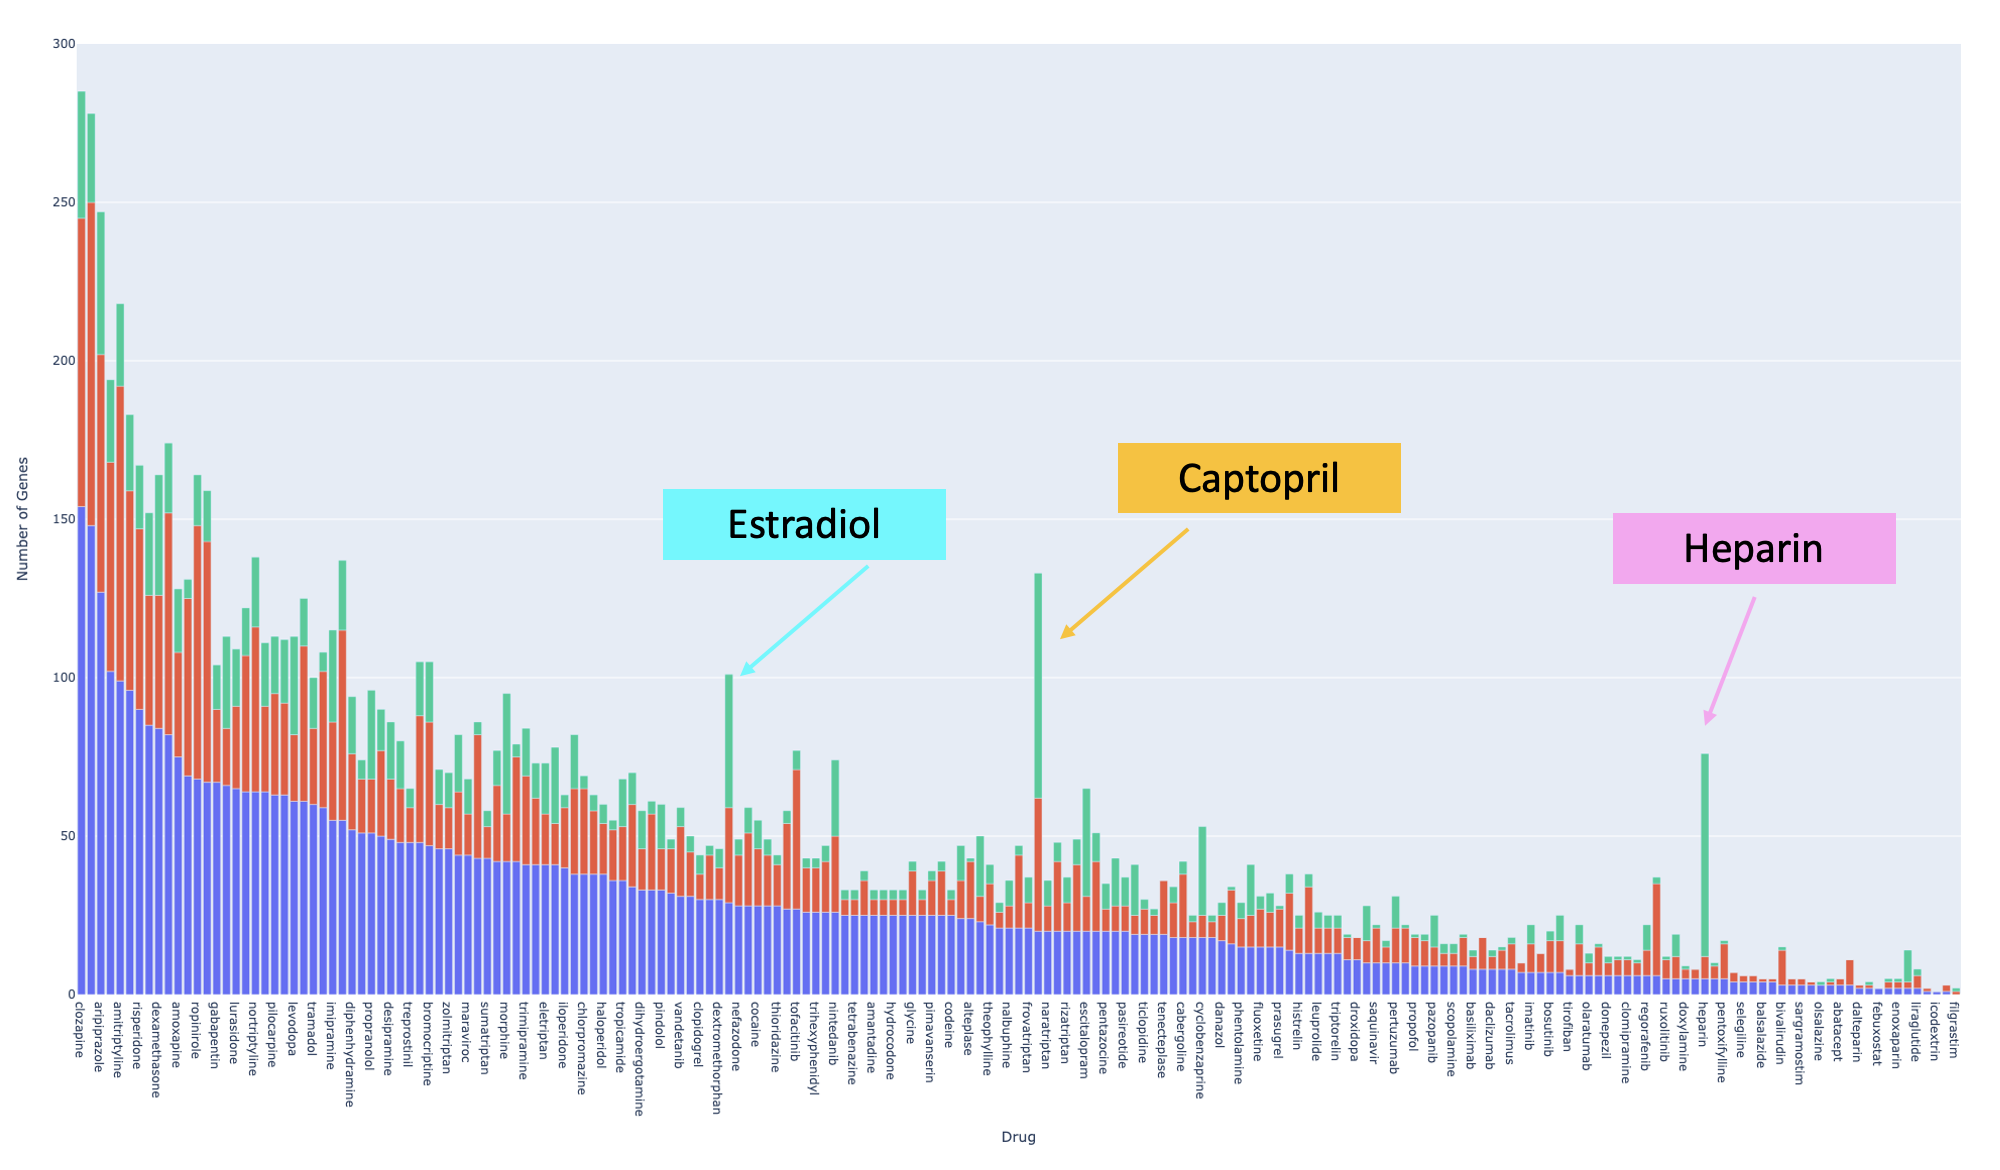 300
250
200
150
100
50
0
Number of Genes
Estradiol
Captopril
Heparin
clozapine
aripiprazole
amitriptyline
risperidone
dexamethasone
amoxapine
ropinirole
gabapentin
lurasidone
nortriptyline
pilocarpine
levodopa
tramadol
imipramine
diphenhydramine
propranolol
desipramine
treprostinil
bromocriptine
zolmitriptan
maraviroc
sumatriptan
morphine
trimipramine
eletriptan
iloperidone
chlorpromazine
haloperidol
tropicamide
dihydroergotamine
pindolol
vandetanib
clopidogrel
dextromethorphan
nefazodone
cocaine
thioridazine
tofacitinib
trihexyphenidyl
nintedanib
tetrabenazine
amantadine
hydrocodone
glycine
pimavanserin
codeine
alteplase
theophylline
nalbuphine
frovatriptan
naratriptan
rizatriptan
escitalopram
pentazocine
pasireotide
ticlopidine
tenecteplase
cabergoline
cyclobenzaprine
danazol
phentolamine
fluoxetine
prasugrel
histrelin
leuprolide
triptorelin
droxidopa
saquinavir
pertuzumab
propofol
pazopanib
scopolamine
basiliximab
daclizumab
tacrolimus
imatinib
bosutinib
tirofiban
olaratumab
donepezil
clomipramine
regorafenib
ruxolitinib
doxylamine
heparin
pentoxifylline
selegiline
balsalazide
bivalirudin
sargramostim
olsalazine
abatacept
dalteparin
febuxostat
enoxaparin
liraglutide
icodextrin
filgrastim
Drug